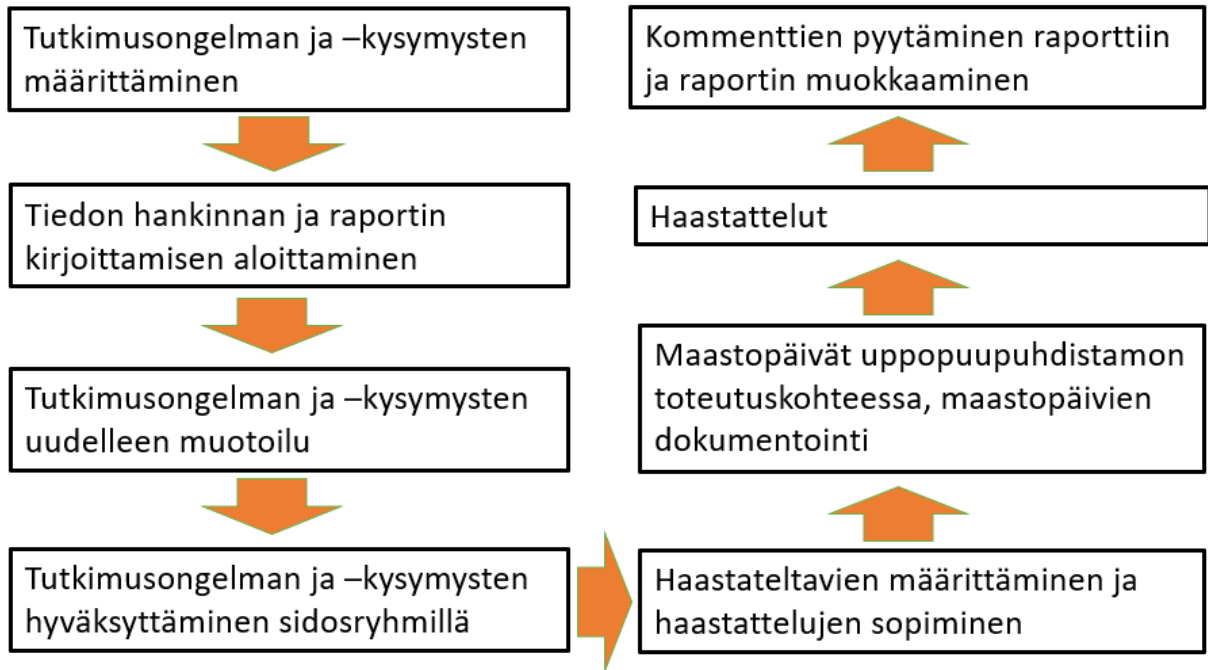 Tutkimusongelman ja –kysymysten
määrittäminen
Tiedon hankinnan ja raportin
kirjoittamisen aloittaminen
Tutkimusongelman ja –kysymysten
uudelleen muotoilu
Tutkimusongelman ja –kysymysten
hyväksyttäminen sidosryhmillä
Haastateltavien määrittäminen ja
haastattelujen sopiminen
Maastopäivät uppopuupuhdistamon
toteutuskohteessa, maastopäivien
dokumentointi
Haastattelut
Kommenttien pyytäminen raporttiin
ja raportin muokkaaminen